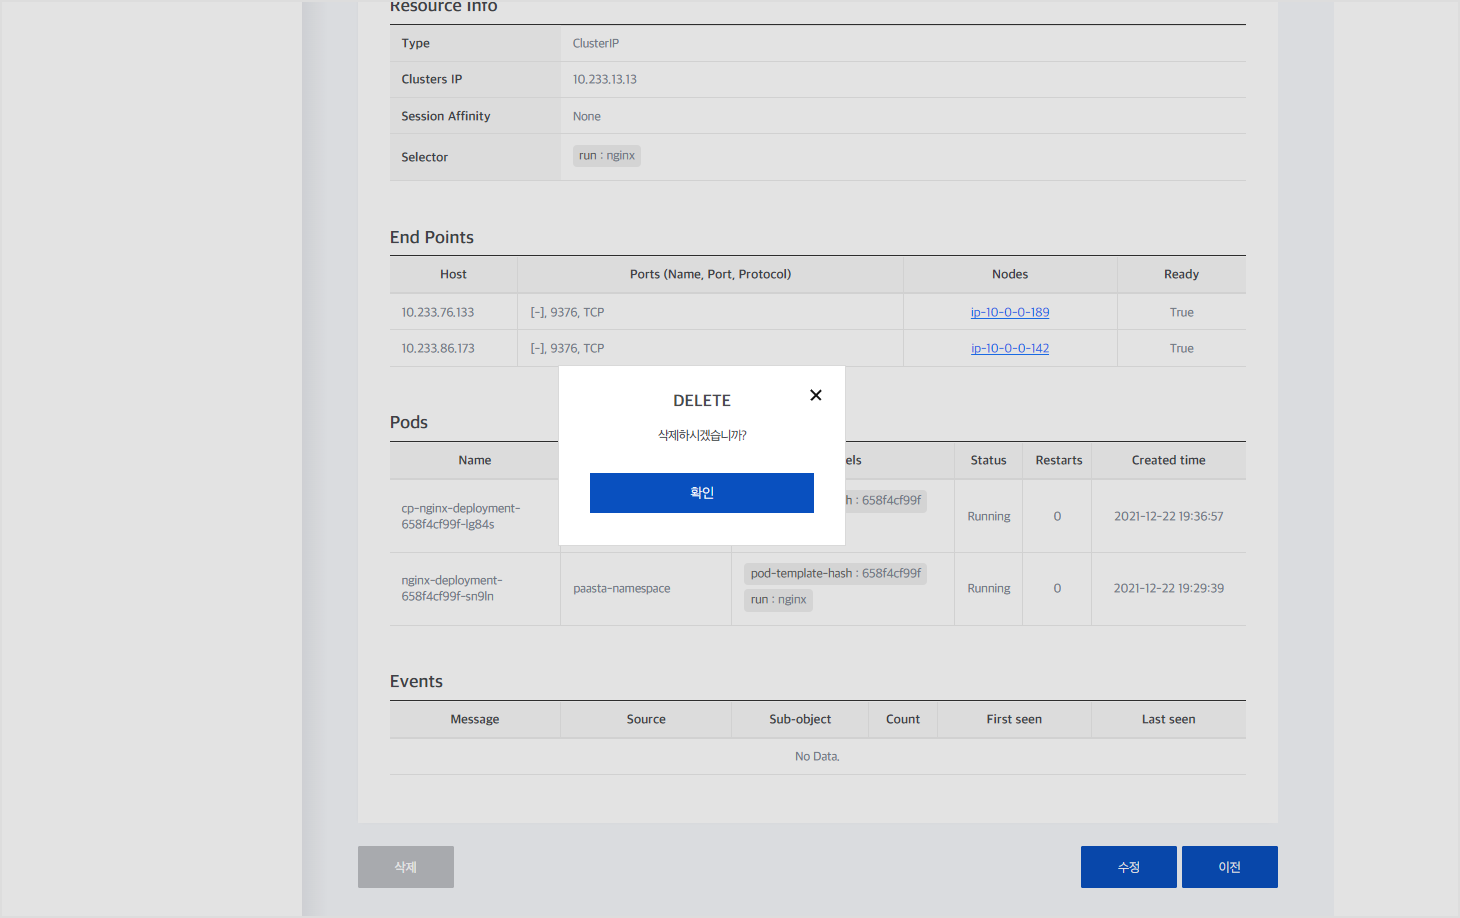 Resource Info
Type ClusterIP
Clusters IP 10.233.13.13
Session Affinity None
Selector run : nginx
End Points
Host Ports (Name, Port, Protocol) Nodes Ready
10.233.76.133 [-], 9376, TCP ip-10-0-0-189 True
10.233.86.173 [-], 9376, TCP ip-10-0-0-142 True
DELETE
삭제하시겠습니까?
확인
Pods
Name els Status Restarts Created time
cp-nginx-deployment-
658f4cf99f-lg84s
h : 658f4cf99f
Running 0 2021-12-22 19:36:57
nginx-deployment-
658f4cf99f-sn9ln
paasta-namespace
pod-template-hash : 658f4cf99f
run : nginx
Running 0 2021-12-22 19:29:39
Events
Message Source Sub-object Count First seen Last seen
No Data.
삭제 수정 이전